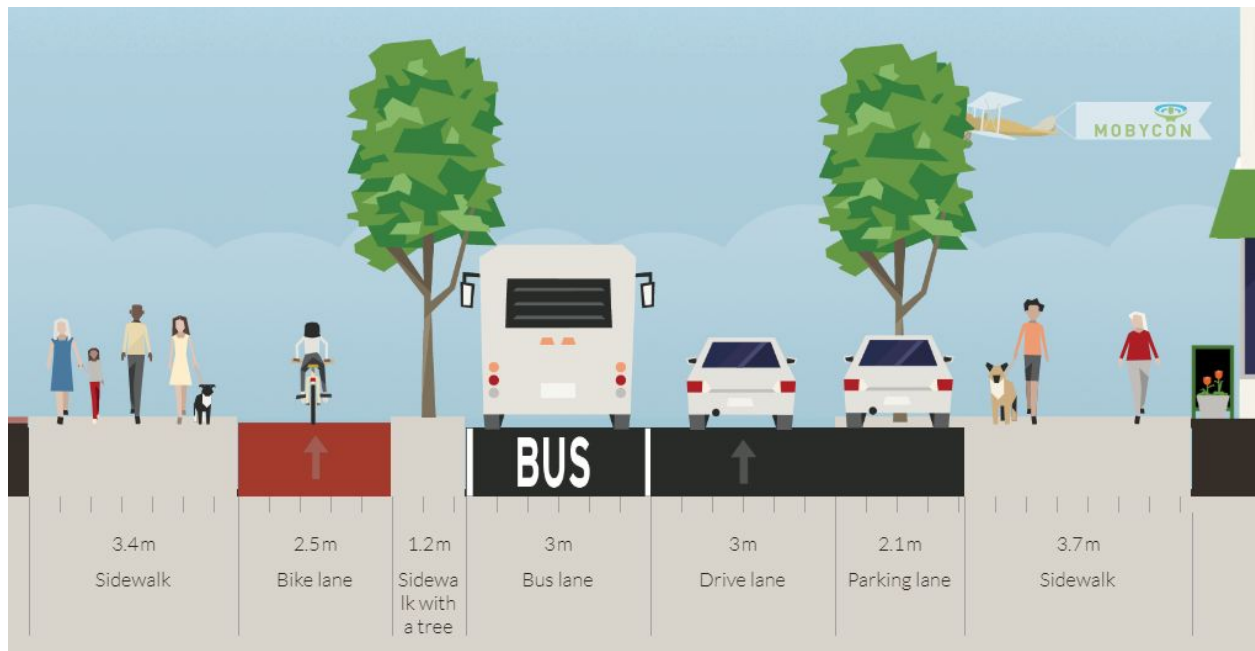 MOBYCON
BUS
3.4m
Sidewalk
2.5m
Bike lane
1.2m
Sidewa
lk with
a tree
3m
Bus lane
3m
Drive lane
2.1m
Parking lane
3.7m
Sidewalk